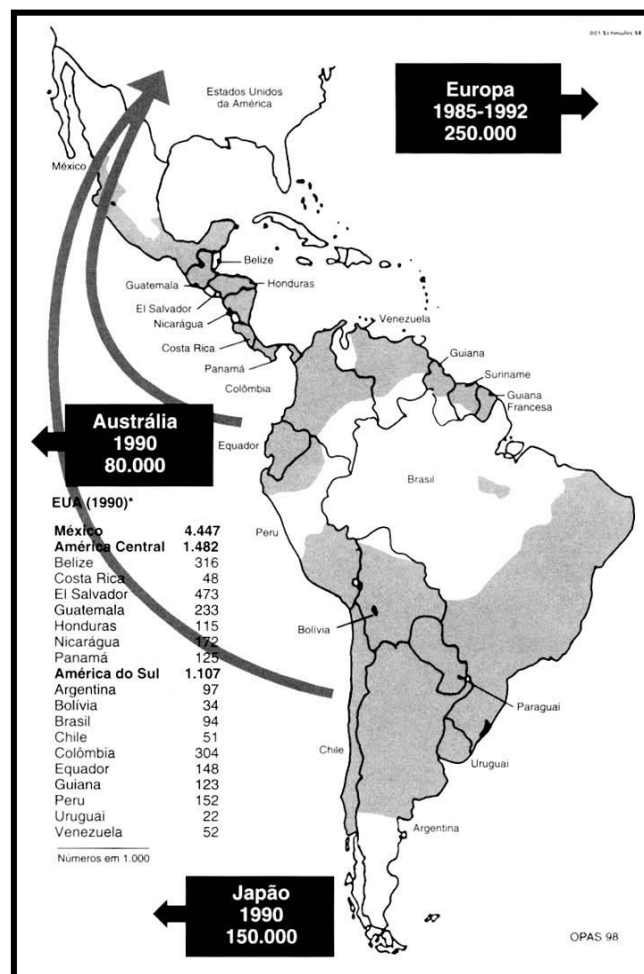 Estados Unidos
da América
Europa
1985-1992
250.000
México
Belize
Guatemala
Honduras
El Salvador
Nicarágua
Costa Rica
Panamá
Venezuela
Guiana
Suriname
Guiana
Francesa
Colômbia
Equador
Brasil
Austrália
1990
80.000
EUA (1990)*
México 4.447
América Central 1.482
Belize 316
Costa Rica 48
El Salvador 473
Guatemala 233
Honduras 115
Nicarágua 172
Panamá 125
América do Sul 1.107
Argentina 97
Bolívia 34
Brasil 94
Chile 51
Colômbia 304
Equador 148
Guiana 123
Peru 152
Uruguai 22
Venezuela 52
Números em 1.000
Peru
Bolívia
Paraguai
Chile
Uruguai
Argentina
Japão
1990
150.000
OPAS 98